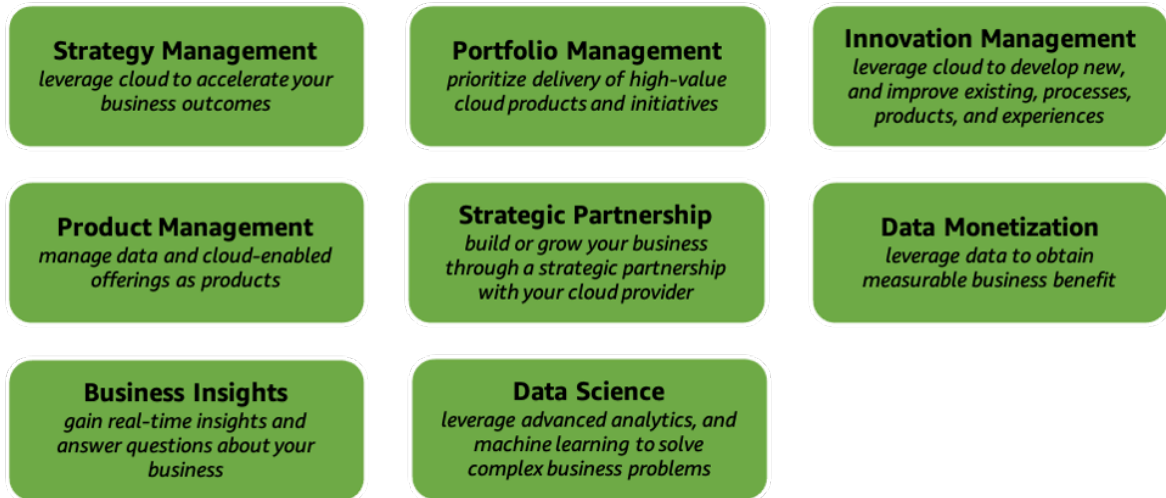 Strategy Management
leverage cloud to accelerate your
business outcomes
Portfolio Management
prioritize delivery of high-value
cloud products and initiatives
Innovation Management
leverage cloud to develop new,
and improve existing, processes,
products, and experiences
Product Management
manage data and cloud-enabled
offerings as products
Strategic Partnership
build or grow your business
through a strategic partnership
with your cloud provider
Data Monetization
leverage data to obtain
measurable business benefit
Business Insights
gain real-time insights and
answer questions about your
business
Data Science
leverage advanced analytics, and
machine learning to solve
complex business problems